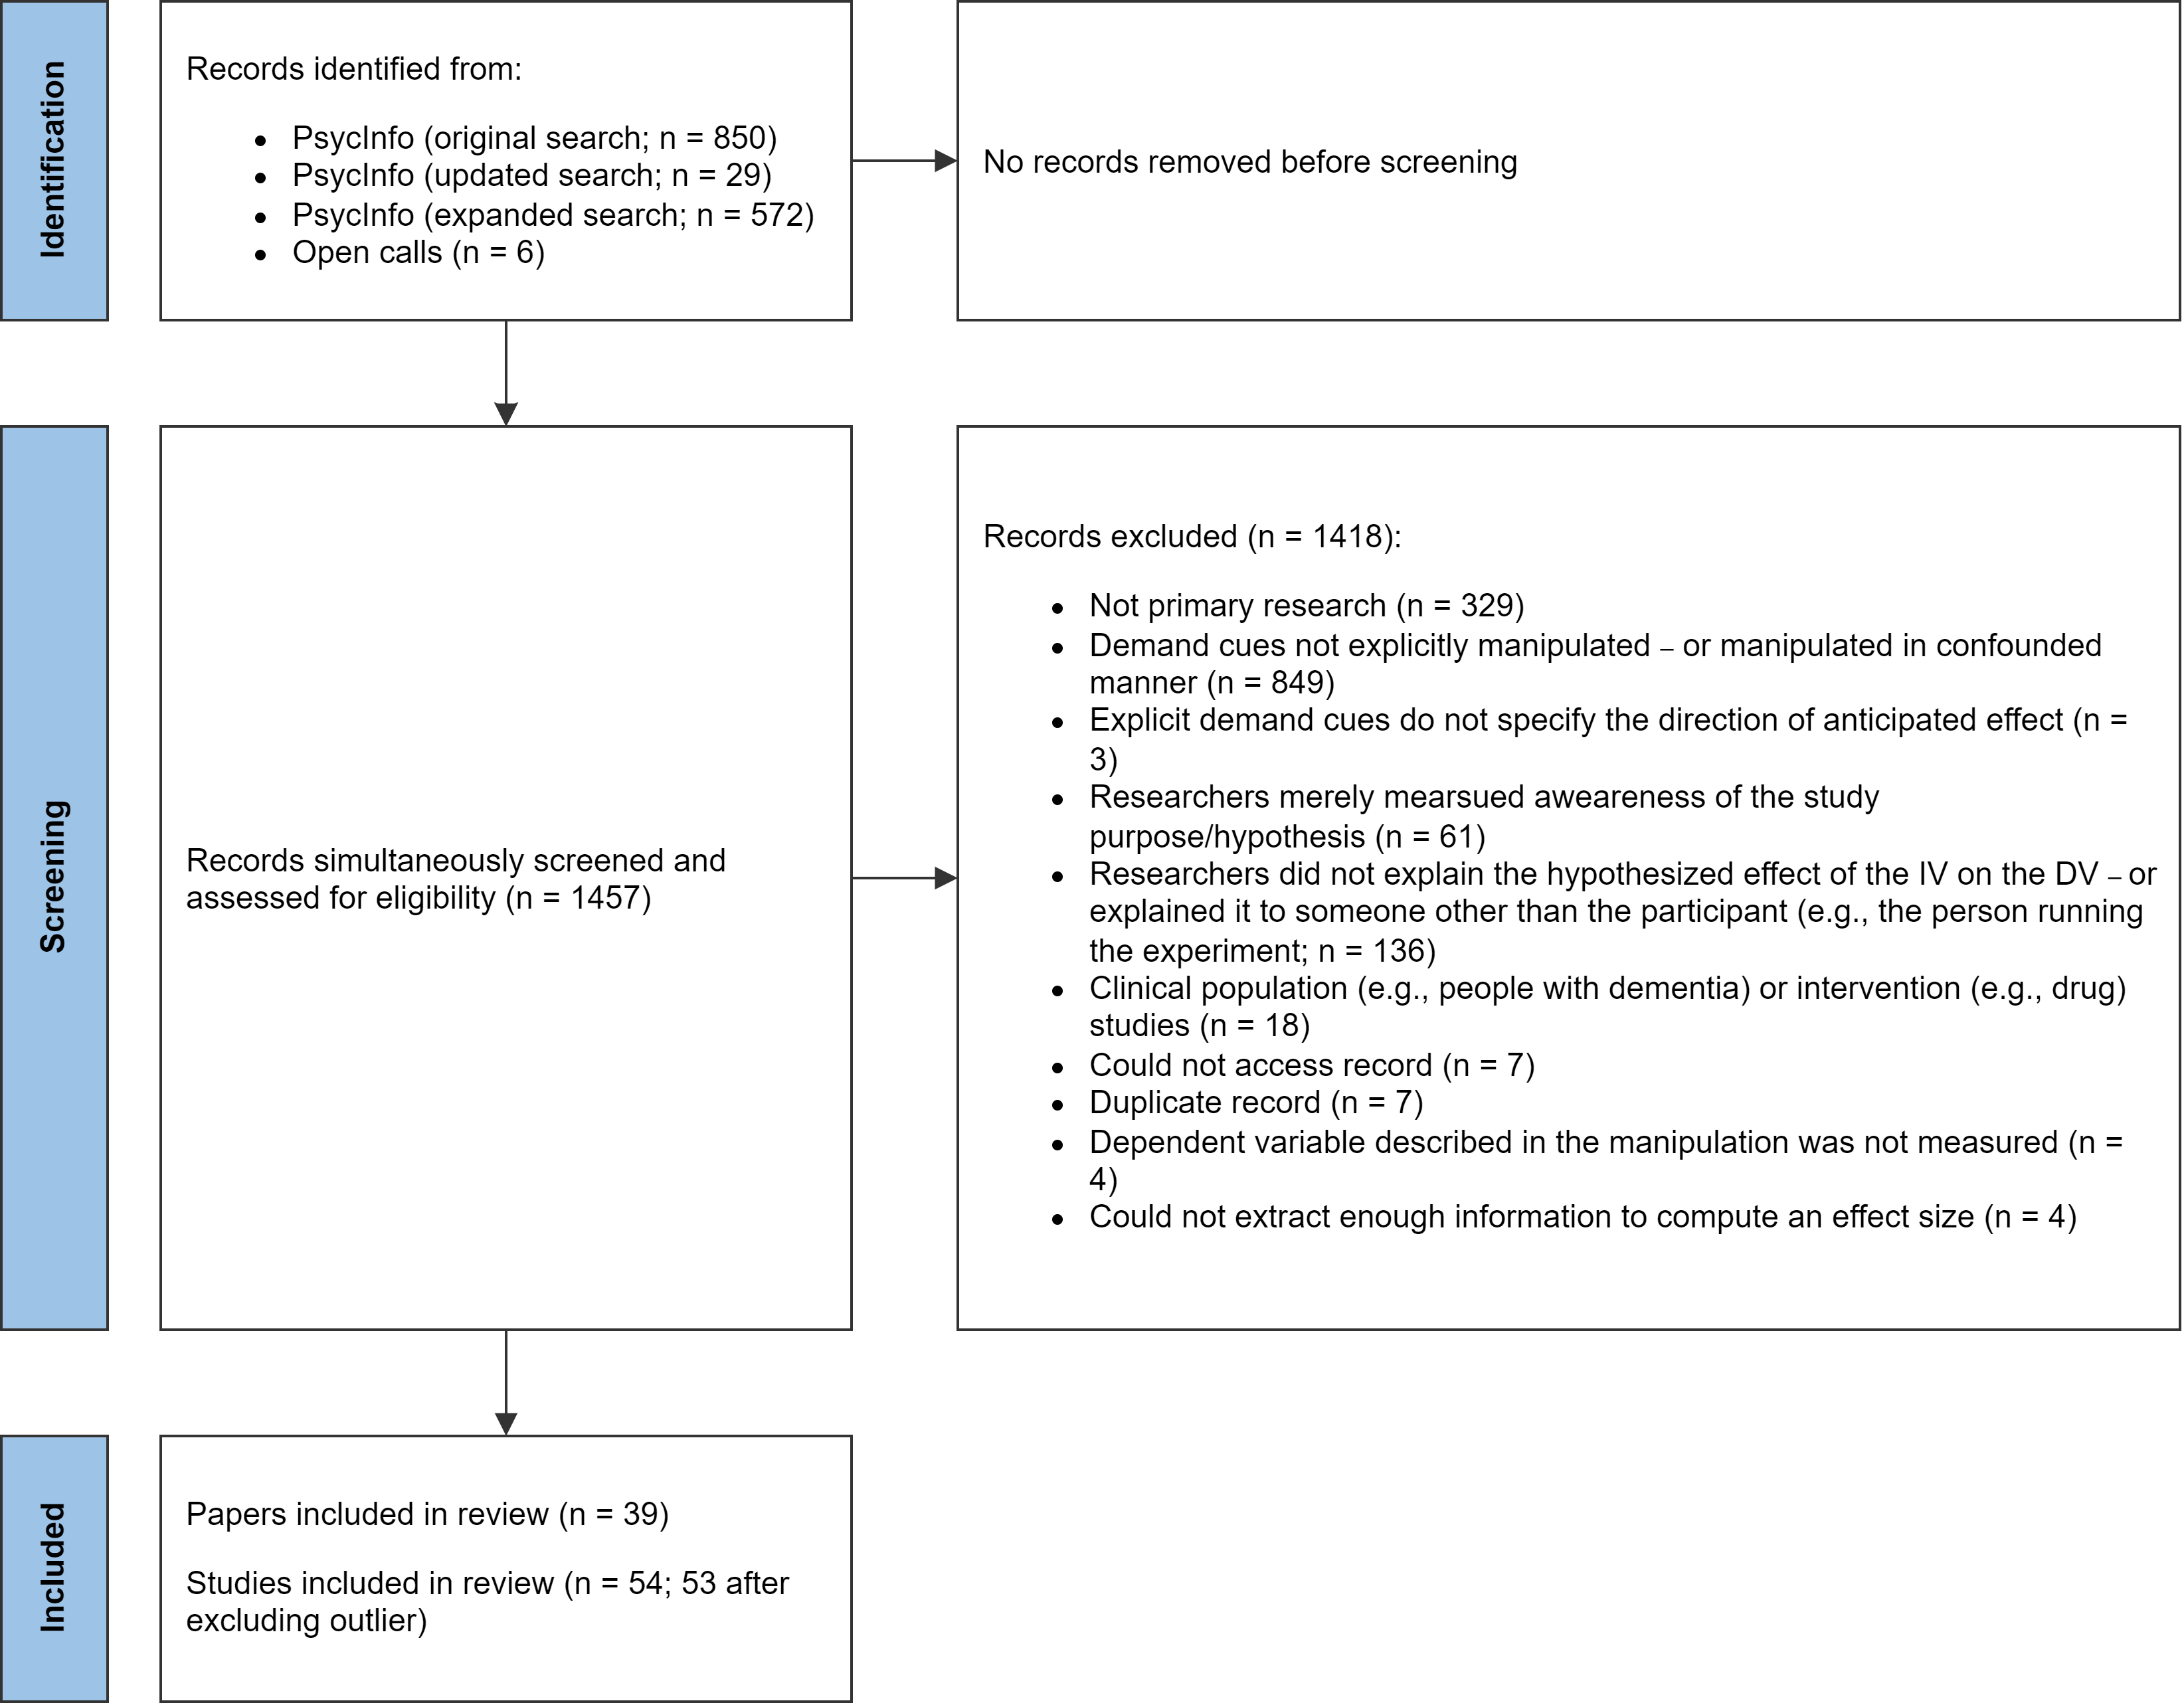 Identification
Records identified from:
• PsycInfo (original search; n = 850)
• PsycInfo (updated search; n = 29)
• PsycInfo (expanded search; n = 572)
• Open calls (n = 6)
No records removed before screening
Screening
Records simultaneously screened and
assessed for eligibility (n = 1457)
Records excluded (n = 1418):
• Not primary research (n = 329)
• Demand cues not explicitly manipulated – or manipulated in confounded
manner (n = 849)
• Explicit demand cues do not specify the direction of anticipated effect (n =
3)
• Researchers merely mearsued aweareness of the study
purpose/hypothesis (n = 61)
• Researchers did not explain the hypothesized effect of the IV on the DV – or
explained it to someone other than the participant (e.g., the person running
the experiment; n = 136)
• Clinical population (e.g., people with dementia) or intervention (e.g., drug)
studies (n = 18)
• Could not access record (n = 7)
• Duplicate record (n = 7)
• Dependent variable described in the manipulation was not measured (n =
4)
• Could not extract enough information to compute an effect size (n = 4)
Included
Papers included in review (n = 39)
Studies included in review (n = 54; 53 after
excluding outlier)